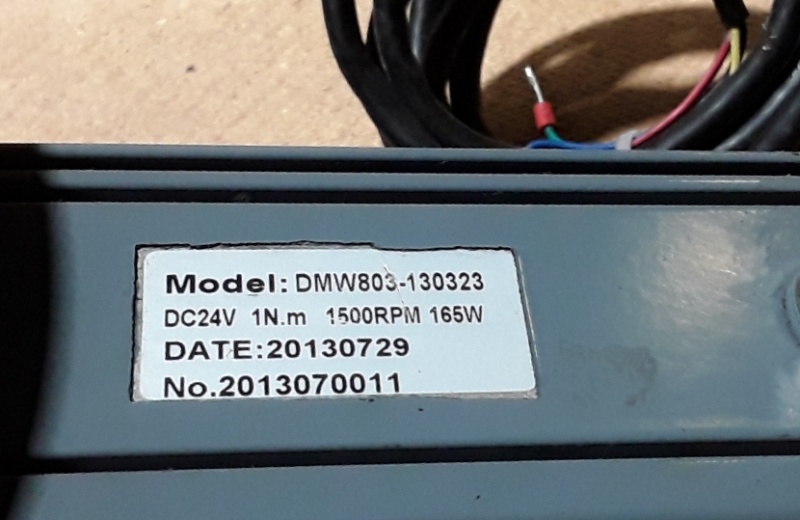 Model: DMW803-130323
DC24V 1N.m 1500RPM 165W
DATE:20130729
No.2013070011